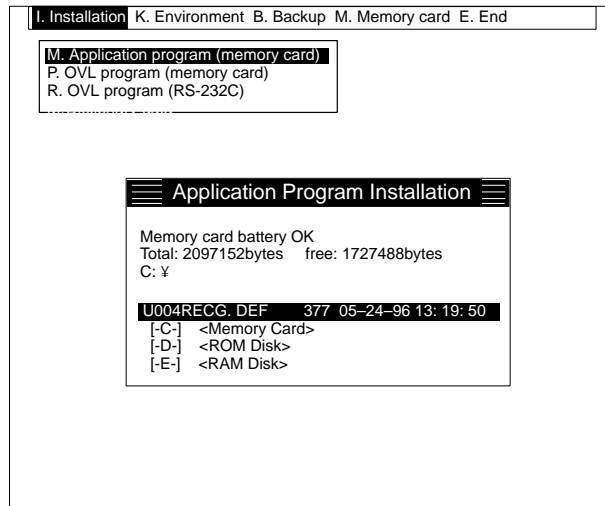 I. Installation K. Environment B. Backup M. Memory card E. End
M. Application program (memory card)
P. OVL program (memory card)
R. OVL program (RS-232C)
Application Program Installation
Memory card battery OK
Total: 2097152bytes free: 1727488bytes
C: ¥
U004RECG. DEF 377 05–24–96 13: 19: 50
[-C-] <Memory Card>
[-D-] <ROM Disk>
[-E-] <RAM Disk>